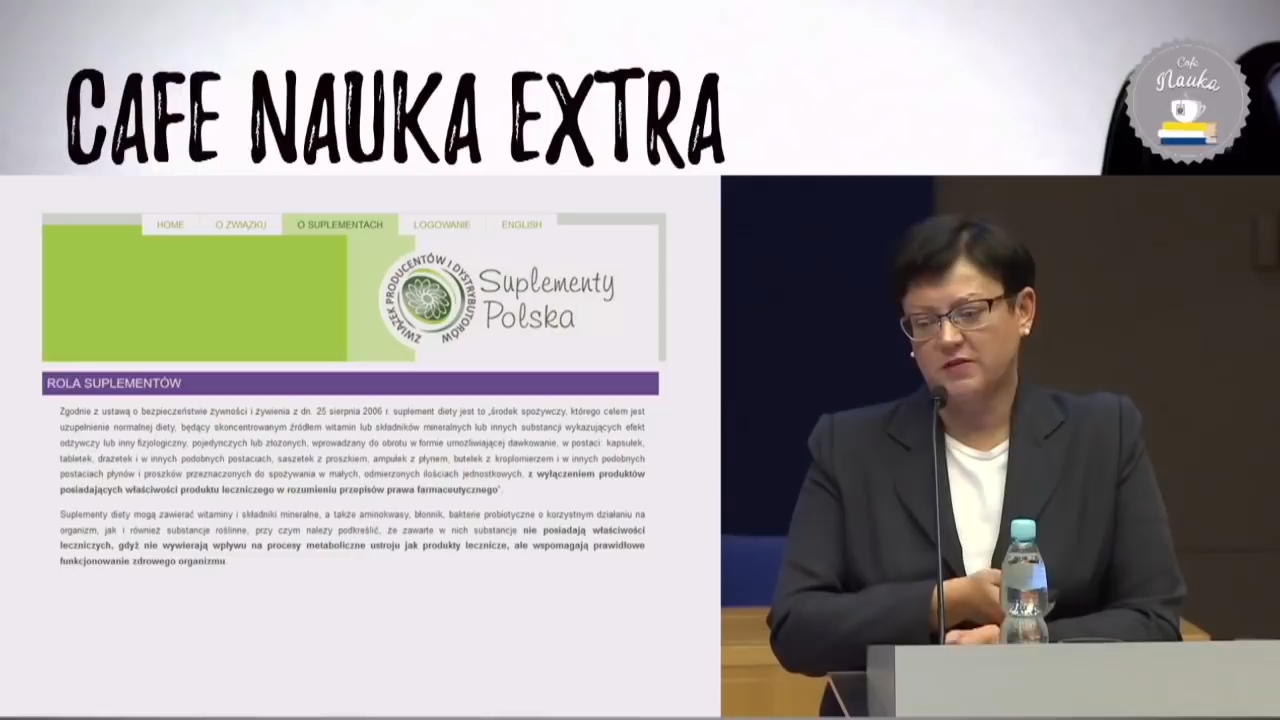 CAFE NAUKA EXTRA
Cafe
Nauka
HOME O ZWIĄZKU O SUPLEMENTACH LOGOWANIE ENGLISH
ZWIĄZEK PRODUCENTÓW I DYSTRYBUTORÓW
Suplementy
Polska
ROLA SUPLEMENTÓW
Zgodnie z ustawą o bezpieczeństwie żywności i żywienia z dn. 25 sierpnia 2006 r. suplement diety jest to „środek spożywczy, którego celem jest
uzupełnienie normalnej diety, będący skoncentrowanym źródłem witamin lub składników mineralnych lub innych substancji wykazujących efekt
odżywczy lub inny fizjologiczny, pojedynczych lub złożonych, wprowadzany do obrotu w formie umożliwiającej dawkowanie, w postaci: kapsułek,
tabletek, drażetek i w innych podobnych postaciach, saszetek z proszkiem, ampułek z płynem, butelek z kroplomierzem i w innych podobnych
postaciach płynów i proszków przeznaczonych do spożywania w małych, odmierzonych ilościach jednostkowych, z wyłączeniem produktów
posiadających właściwości produktu leczniczego w rozumieniu przepisów prawa farmaceutycznego”.
Suplementy diety mogą zawierać witaminy i składniki mineralne, a także aminokwasy, błonnik, bakterie probiotyczne o korzystnym działaniu na
organizm, jak i również substancje roślinne, przy czym należy podkreślić, że zawarte w nich substancje nie posiadają właściwości
leczniczych, gdyż nie wywierają wpływu na procesy metaboliczne ustroju jak produkty lecznicze, ale wspomagają prawidłowe
funkcjonowanie zdrowego organizmu.